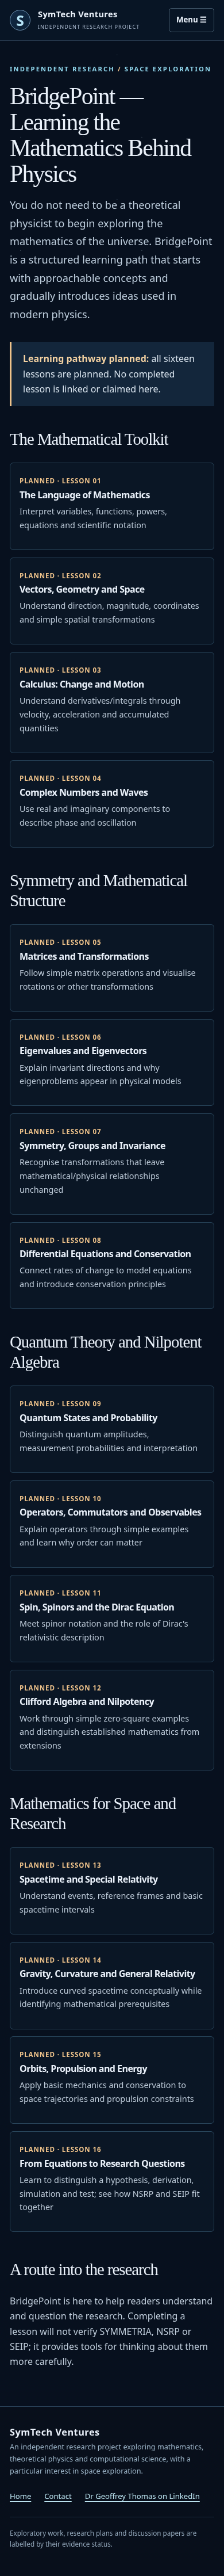 S
SymTech Ventures
INDEPENDENT RESEARCH PROJECT
Menu ☰
INDEPENDENT RESEARCH / SPACE EXPLORATION
BridgePoint —
Learning the
Mathematics Behind
Physics
You do not need to be a theoretical
physicist to begin exploring the
mathematics of the universe. BridgePoint
is a structured learning path that starts
with approachable concepts and
gradually introduces ideas used in
modern physics.
Learning pathway planned: all sixteen
lessons are planned. No completed
lesson is linked or claimed here.
The Mathematical Toolkit
PLANNED · LESSON 01
The Language of Mathematics
Interpret variables, functions, powers,
equations and scientific notation
PLANNED · LESSON 02
Vectors, Geometry and Space
Understand direction, magnitude, coordinates
and simple spatial transformations
PLANNED · LESSON 03
Calculus: Change and Motion
Understand derivatives/integrals through
velocity, acceleration and accumulated
quantities
PLANNED · LESSON 04
Complex Numbers and Waves
Use real and imaginary components to
describe phase and oscillation
Symmetry and Mathematical
Structure
PLANNED · LESSON 05
Matrices and Transformations
Follow simple matrix operations and visualise
rotations or other transformations
PLANNED · LESSON 06
Eigenvalues and Eigenvectors
Explain invariant directions and why
eigenproblems appear in physical models
PLANNED · LESSON 07
Symmetry, Groups and Invariance
Recognise transformations that leave
mathematical/physical relationships
unchanged
PLANNED · LESSON 08
Differential Equations and Conservation
Connect rates of change to model equations
and introduce conservation principles
Quantum Theory and Nilpotent
Algebra
PLANNED · LESSON 09
Quantum States and Probability
Distinguish quantum amplitudes,
measurement probabilities and interpretation
PLANNED · LESSON 10
Operators, Commutators and Observables
Explain operators through simple examples
and learn why order can matter
PLANNED · LESSON 11
Spin, Spinors and the Dirac Equation
Meet spinor notation and the role of Dirac's
relativistic description
PLANNED · LESSON 12
Clifford Algebra and Nilpotency
Work through simple zero-square examples
and distinguish established mathematics from
extensions
Mathematics for Space and
Research
PLANNED · LESSON 13
Spacetime and Special Relativity
Understand events, reference frames and basic
spacetime intervals
PLANNED · LESSON 14
Gravity, Curvature and General Relativity
Introduce curved spacetime conceptually while
identifying mathematical prerequisites
PLANNED · LESSON 15
Orbits, Propulsion and Energy
Apply basic mechanics and conservation to
space trajectories and propulsion constraints
PLANNED · LESSON 16
From Equations to Research Questions
Learn to distinguish a hypothesis, derivation,
simulation and test; see how NSRP and SEIP fit
together
A route into the research
BridgePoint is here to help readers understand
and question the research. Completing a
lesson will not verify SYMMETRIA, NSRP or
SEIP; it provides tools for thinking about them
more carefully.
SymTech Ventures
An independent research project exploring mathematics,
theoretical physics and computational science, with a
particular interest in space exploration.
Home Contact Dr Geoffrey Thomas on LinkedIn
Exploratory work, research plans and discussion papers are
labelled by their evidence status.